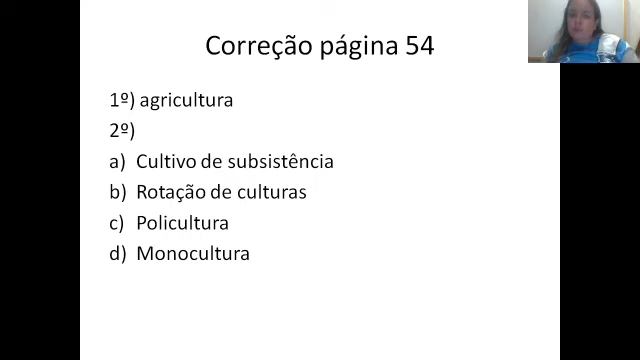 Correção página 54
1º) agricultura
2º)
a) Cultivo de subsistência
b) Rotação de culturas
c) Policultura
d) Monocultura